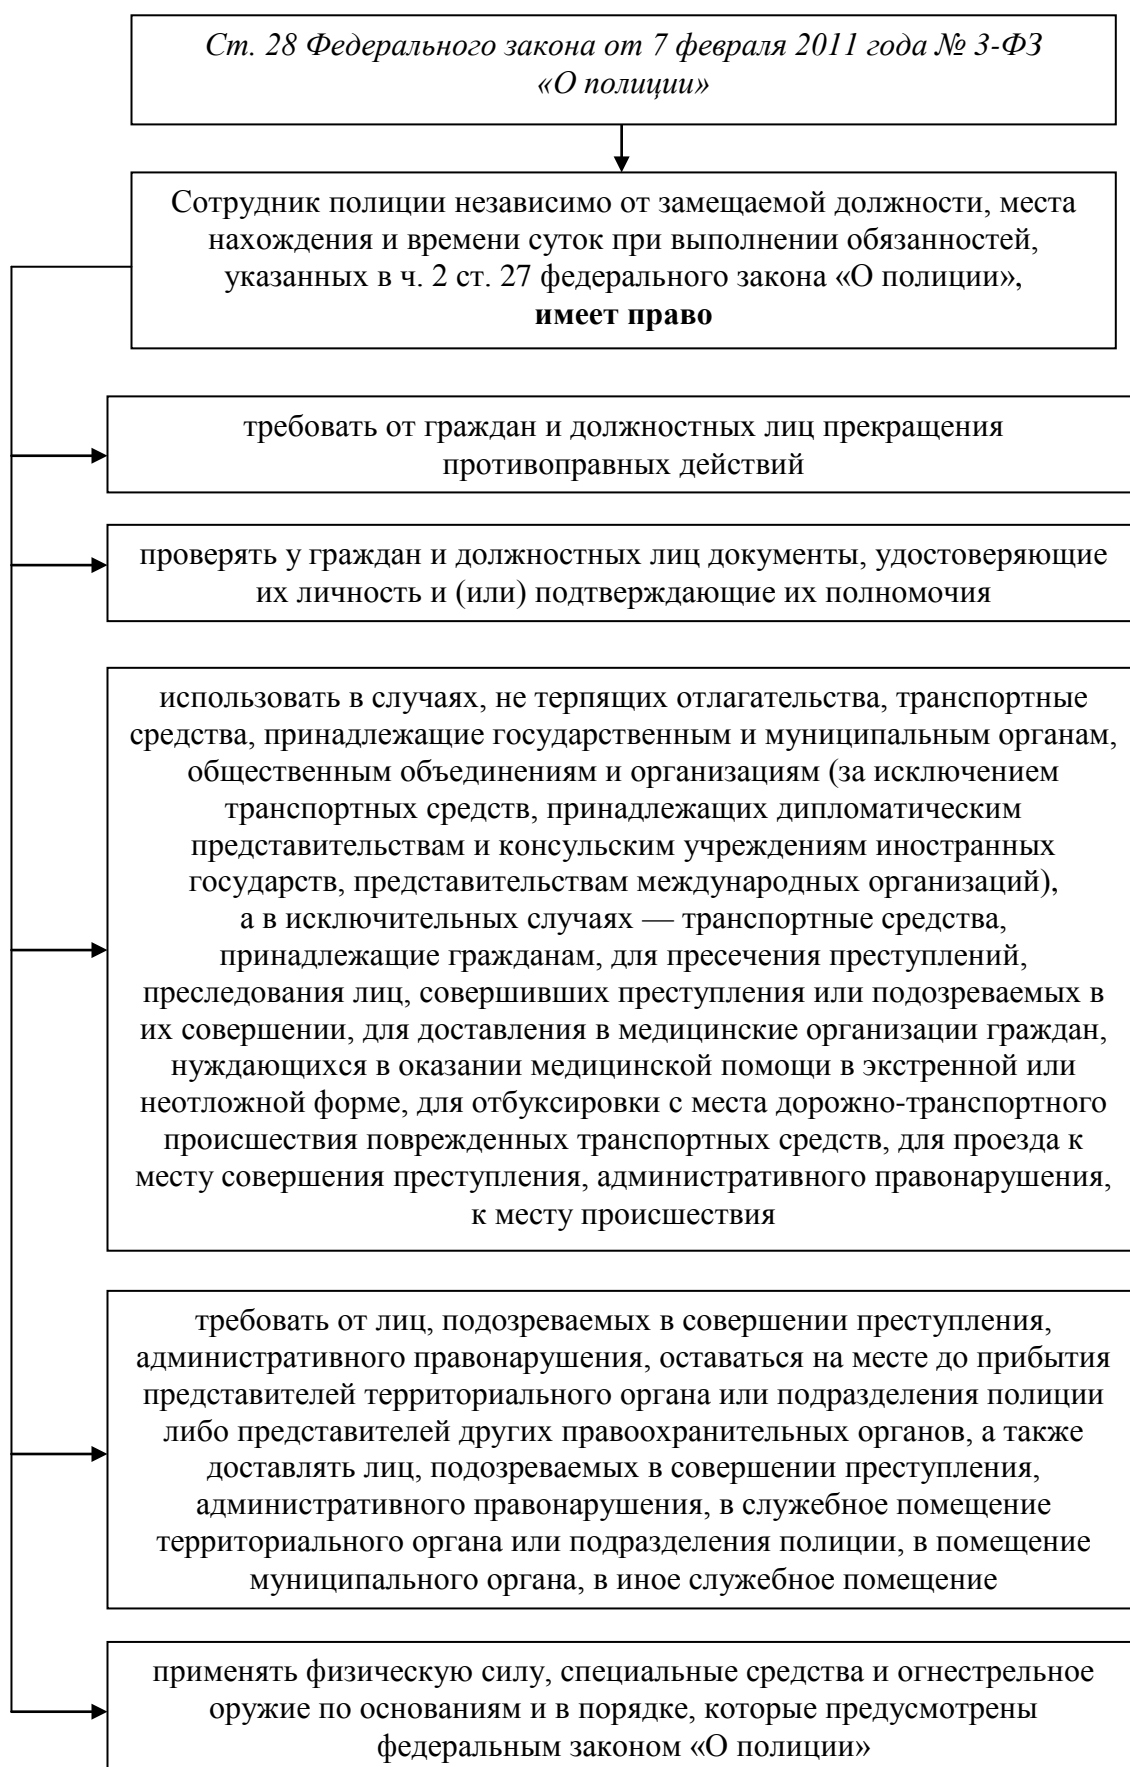 Ст. 28 Федерального закона от 7 февраля 2011 года № 3-ФЗ
«О полиции»
Сотрудник полиции независимо от замещаемой должности, места
нахождения и времени суток при выполнении обязанностей,
указанных в ч. 2 ст. 27 федерального закона «О полиции»,
имеет право
требовать от граждан и должностных лиц прекращения
противоправных действий
проверять у граждан и должностных лиц документы, удостоверяющие
их личность и (или) подтверждающие их полномочия
использовать в случаях, не терпящих отлагательства, транспортные
средства, принадлежащие государственным и муниципальным органам,
общественным объединениям и организациям (за исключением
транспортных средств, принадлежащих дипломатическим
представительствам и консульским учреждениям иностранных
государств, представительствам международных организаций),
а в исключительных случаях — транспортные средства,
принадлежащие гражданам, для пресечения преступлений,
преследования лиц, совершивших преступления или подозреваемых в
их совершении, для доставления в медицинские организации граждан,
нуждающихся в оказании медицинской помощи в экстренной или
неотложной форме, для отбуксировки с места дорожно-транспортного
происшествия поврежденных транспортных средств, для проезда к
месту совершения преступления, административного правонарушения,
к месту происшествия
требовать от лиц, подозреваемых в совершении преступления,
административного правонарушения, оставаться на месте до прибытия
представителей территориального органа или подразделения полиции
либо представителей других правоохранительных органов, а также
доставлять лиц, подозреваемых в совершении преступления,
административного правонарушения, в служебное помещение
территориального органа или подразделения полиции, в помещение
муниципального органа, в иное служебное помещение
применять физическую силу, специальные средства и огнестрельное
оружие по основаниям и в порядке, которые предусмотрены
федеральным законом «О полиции»